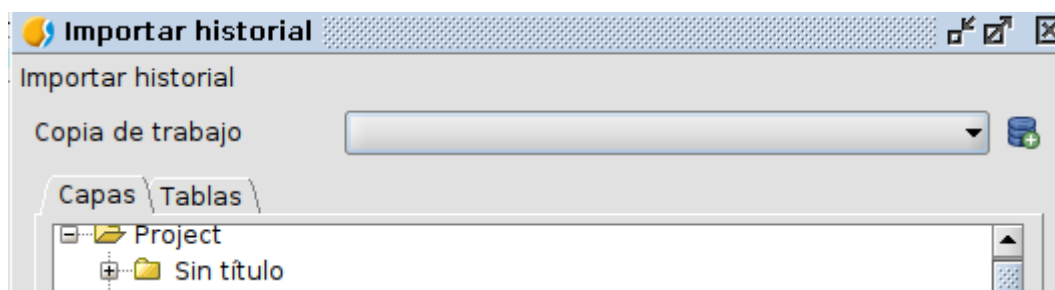 Importar historial
Importar historial
Copia de trabajo
Capas Tablas
Project
Sin título